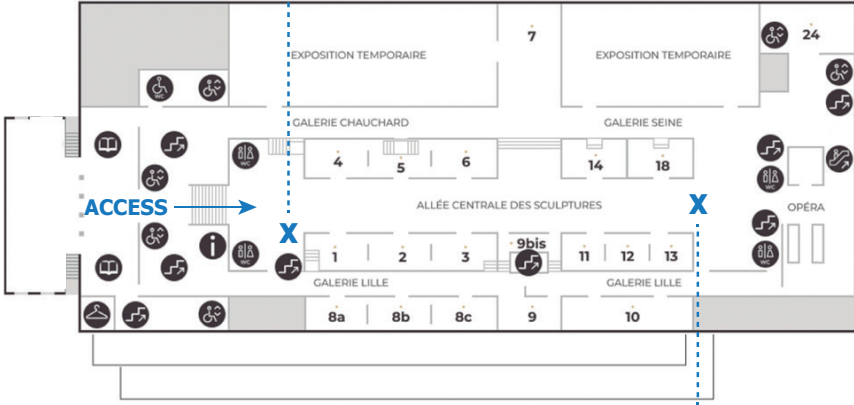 7
24
EXPOSITION TEMPORAIRE
EXPOSITION TEMPORAIRE
WC
GALERIE CHAUCHARD
GALERIE SEINE
WC
4
5
6
14
18
WC
ACCESS
ALLÉE CENTRALE DES SCULPTURES
X
OPÉRA
X
i
WC
1
2
3
9bis
11
12
13
WC
GALERIE LILLE
GALERIE LILLE
8a
8b
8c
9
10